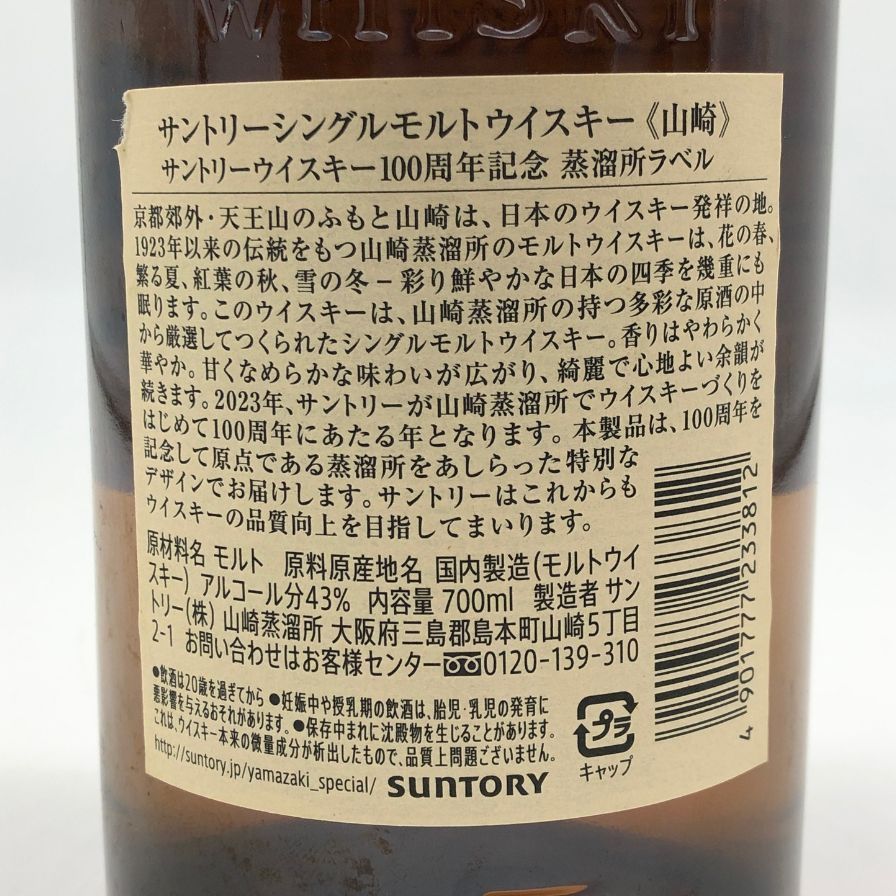 WHISKY
サントリーシングルモルトウイスキー《山崎》
サントリーウイスキー100周年記念 蒸溜所ラベル
京都郊外・天王山のふもと山崎は、日本のウイスキー発祥の地。
1923年以来の伝統をもつ山崎蒸溜所のモルトウイスキーは、花の春、
繁る夏、紅葉の秋、雪の冬－彩り鮮やかな日本の四季を幾重にも
眠ります。このウイスキーは、山崎蒸溜所の持つ多彩な原酒の中
から厳選してつくられたシングルモルトウイスキー。香りはやわらかく
華やか。甘くなめらかな味わいが広がり、綺麗で心地よい余韻が
続きます。2023年、サントリーが山崎蒸溜所でウイスキーづくりを
はじめて100周年にあたる年となります。本製品は、100周年を
記念して原点である蒸溜所をあしらった特別な
デザインでお届けします。サントリーはこれからも
ウイスキーの品質向上を目指してまいります。
原材料名 モルト 原料原産地名 国内製造(モルトウイ
スキー) アルコール分43% 内容量 700ml 製造者 サン
トリー(株) 山崎蒸溜所 大阪府三島郡島本町山崎5丁目
2-1 お問い合わせはお客様センター 0120-139-310
●飲酒は20歳を過ぎてから ●妊娠中や授乳期の飲酒は、胎児・乳児の発育に
悪影響を与えるおそれがあります。●保存中まれに沈殿物を生じることがありますが、
これは、ウイスキー本来の微量成分が析出したもので、品質上問題ございません。
http://suntory.jp/yamazaki_special/ SUNTORY
プラ
キャップ
4 901777 233812